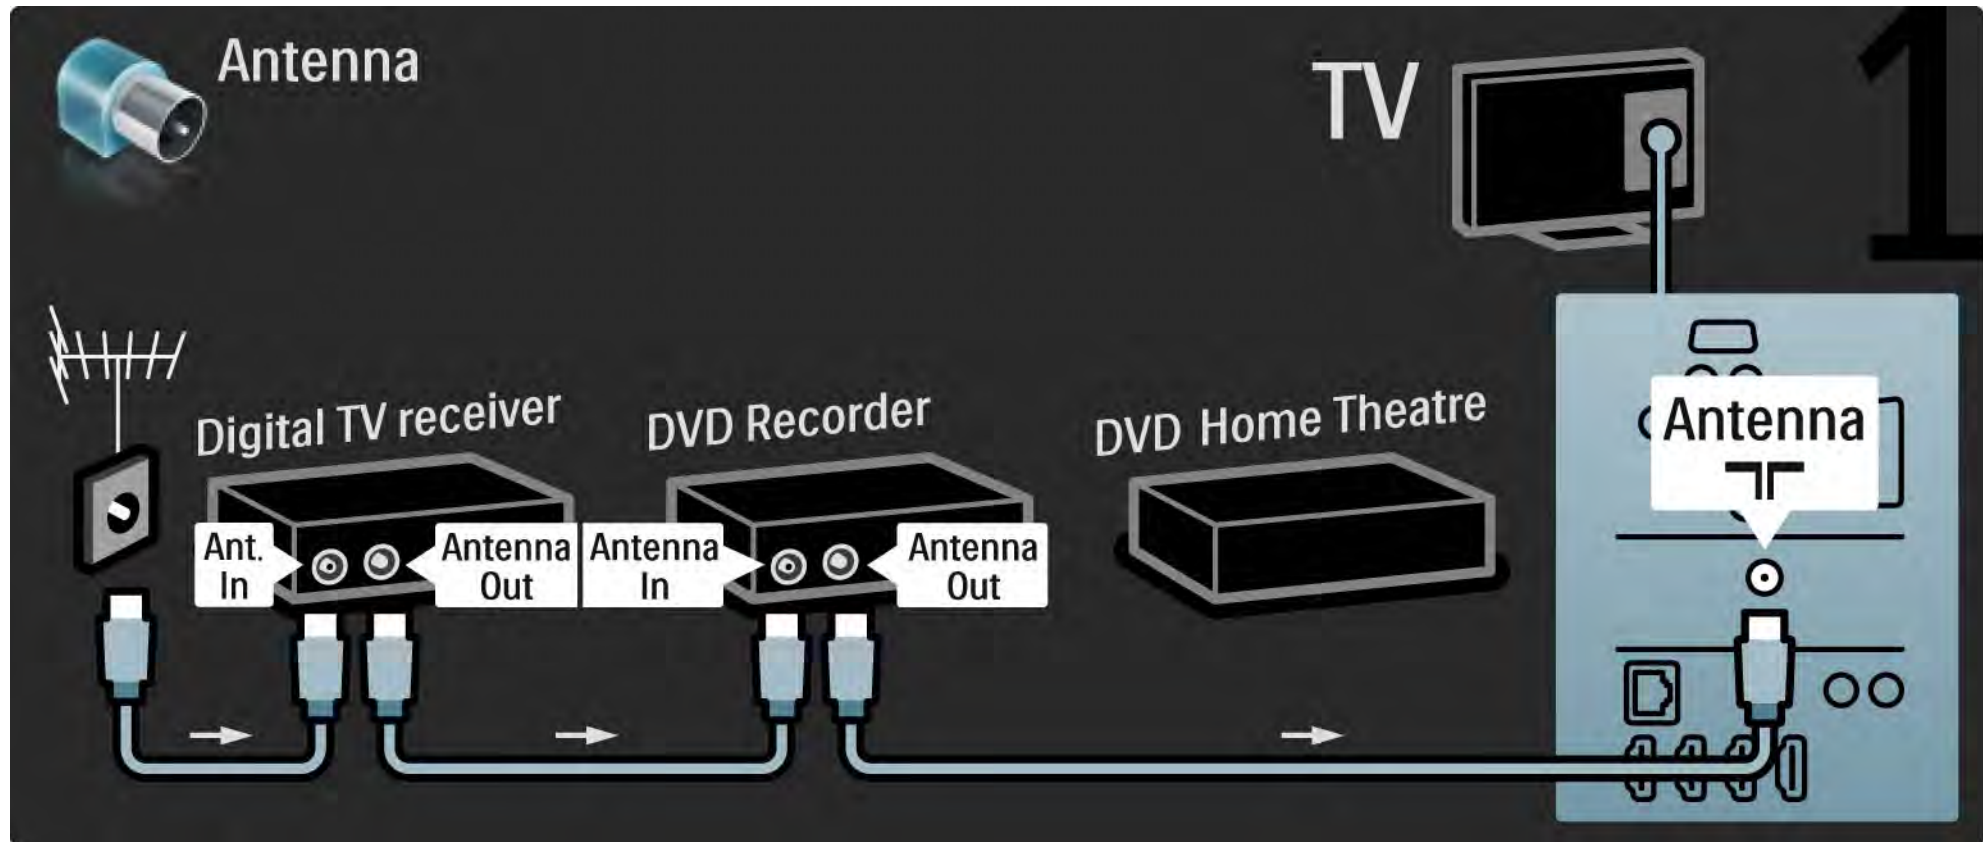 Antenna
TV
1
Digital TV receiver
DVD Recorder
DVD Home Theatre
Antenna
Ant.
In
Antenna
Out
Antenna
In
Antenna
Out